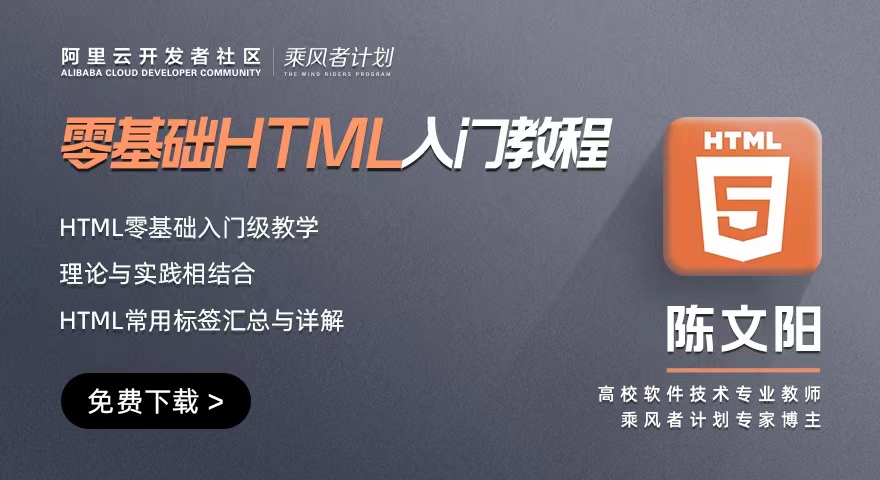 阿里云开发者社区
ALIBABA CLOUD DEVELOPER COMMUNITY
乘风者计划
THE WIND RIDERS PROGRAM
零基础HTML入门教程
HTML零基础入门级教学
理论与实践相结合
HTML常用标签汇总与详解
免费下载 >
HTML
5
陈文阳
高校软件技术专业教师
乘风者计划专家博主